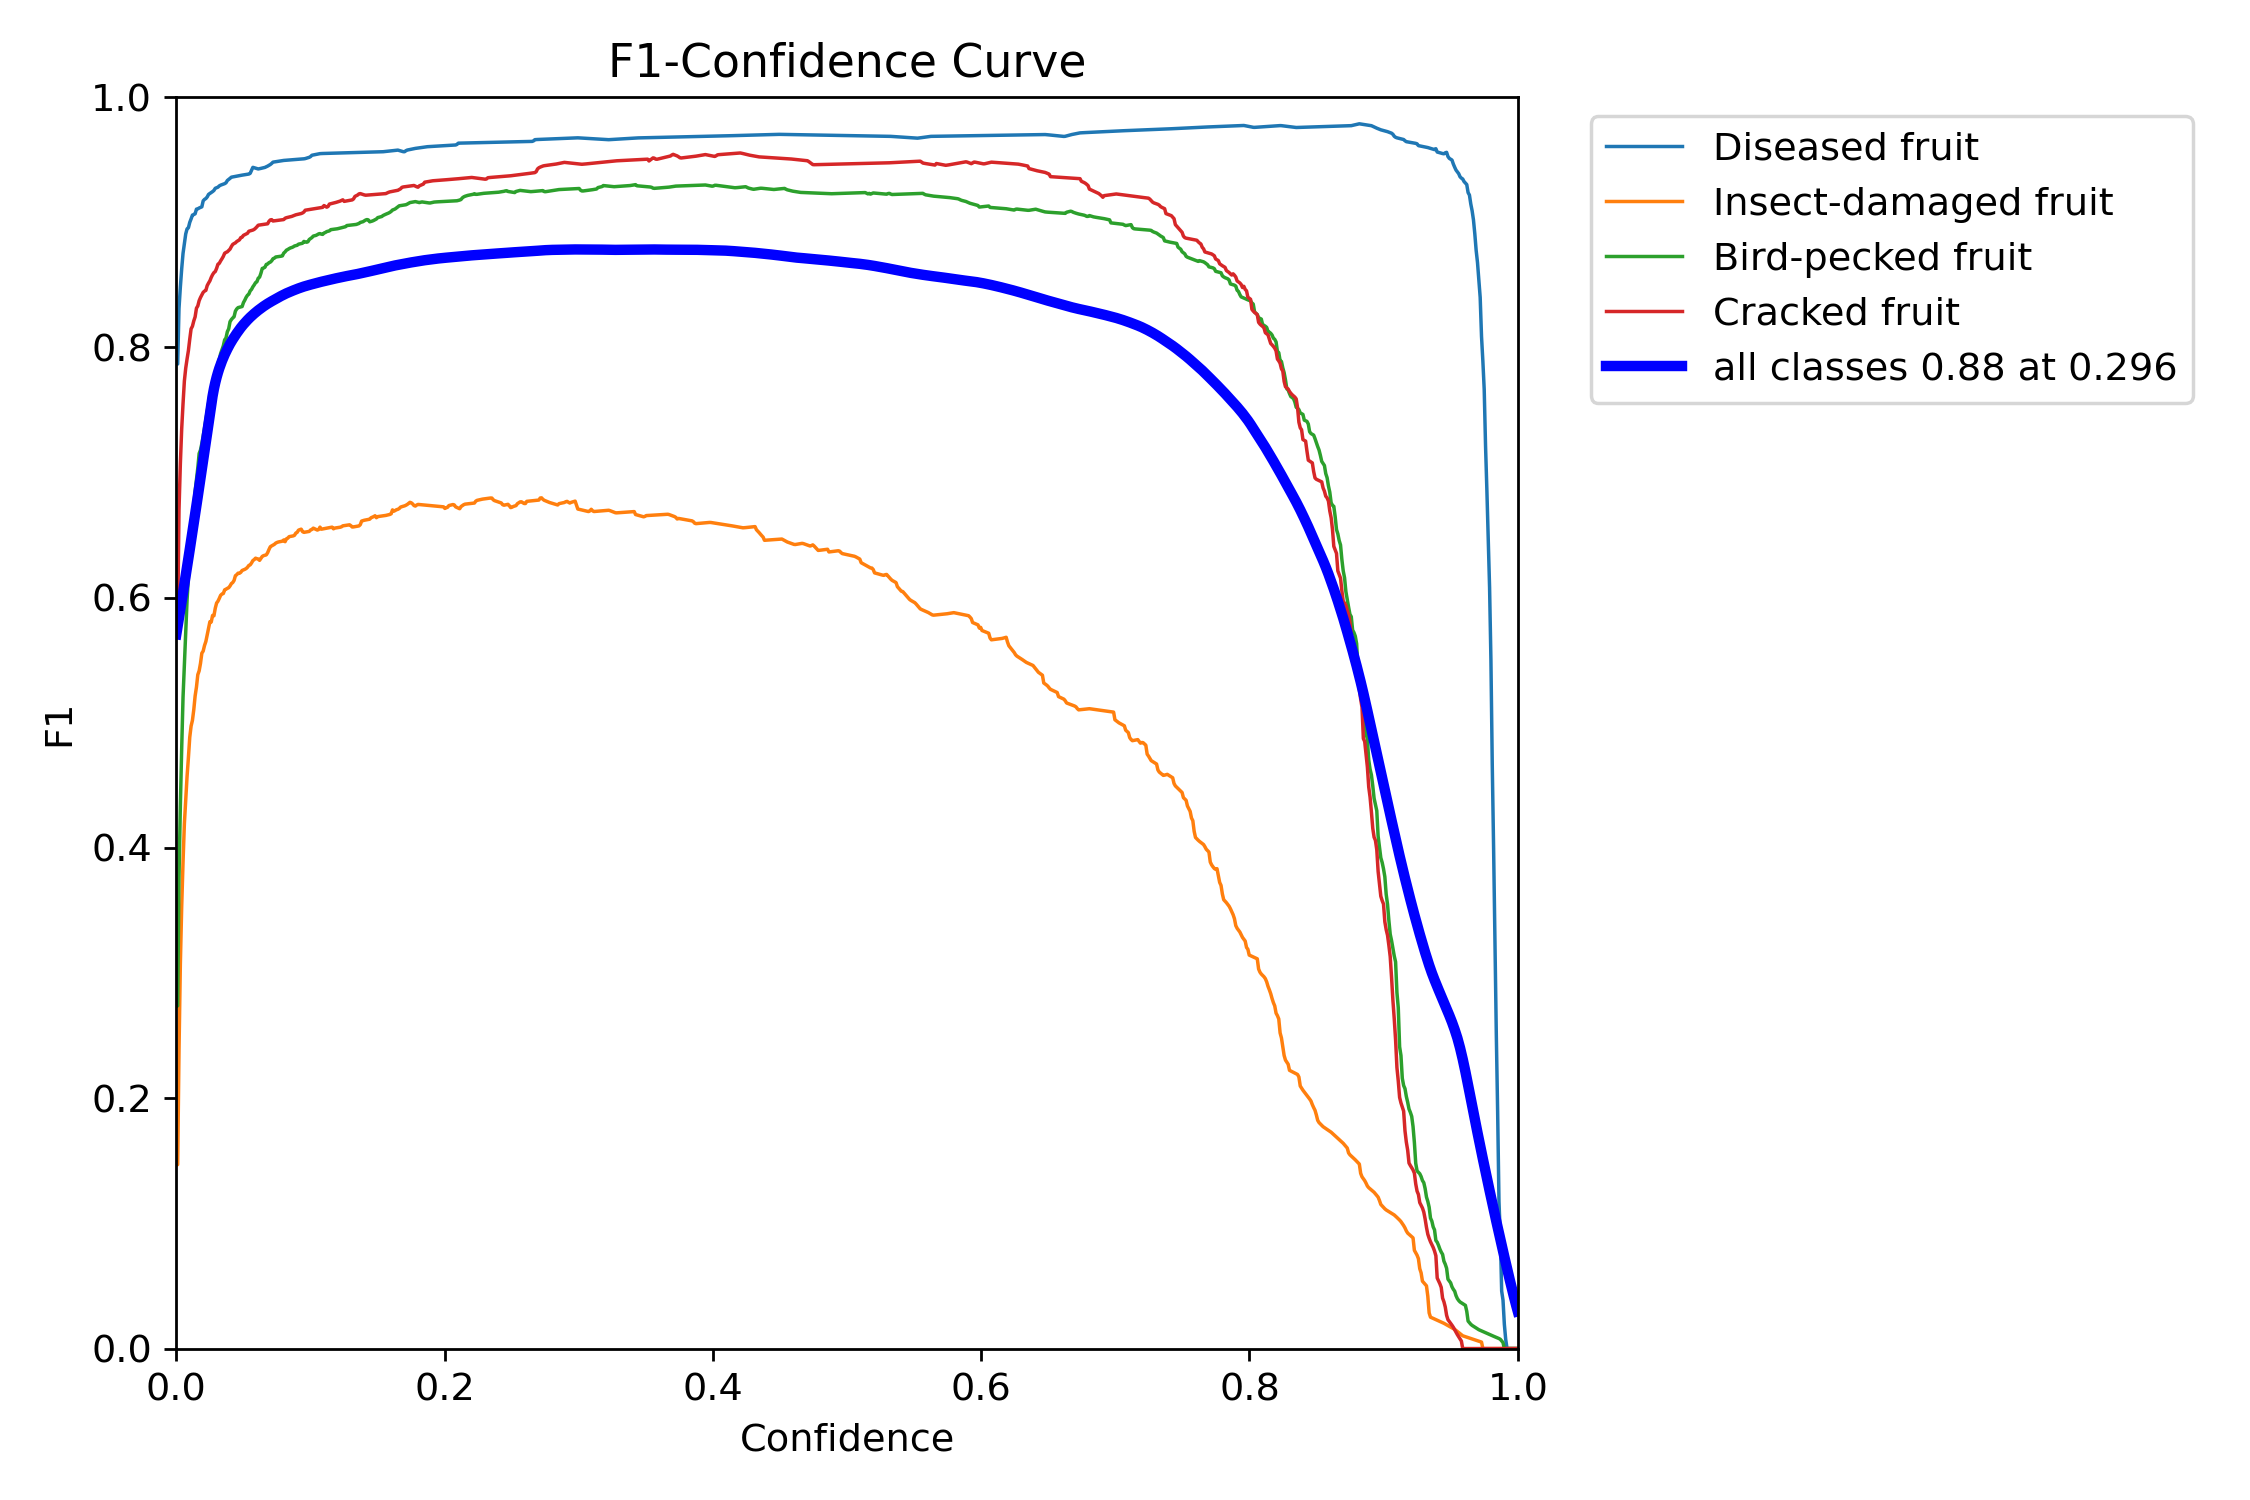 F1-Confidence Curve
1.0
0.8
0.6
0.4
0.2
0.0
F1
0.0 0.2 0.4 0.6 0.8 1.0
Confidence
Diseased fruit
Insect-damaged fruit
Bird-pecked fruit
Cracked fruit
all classes 0.88 at 0.296